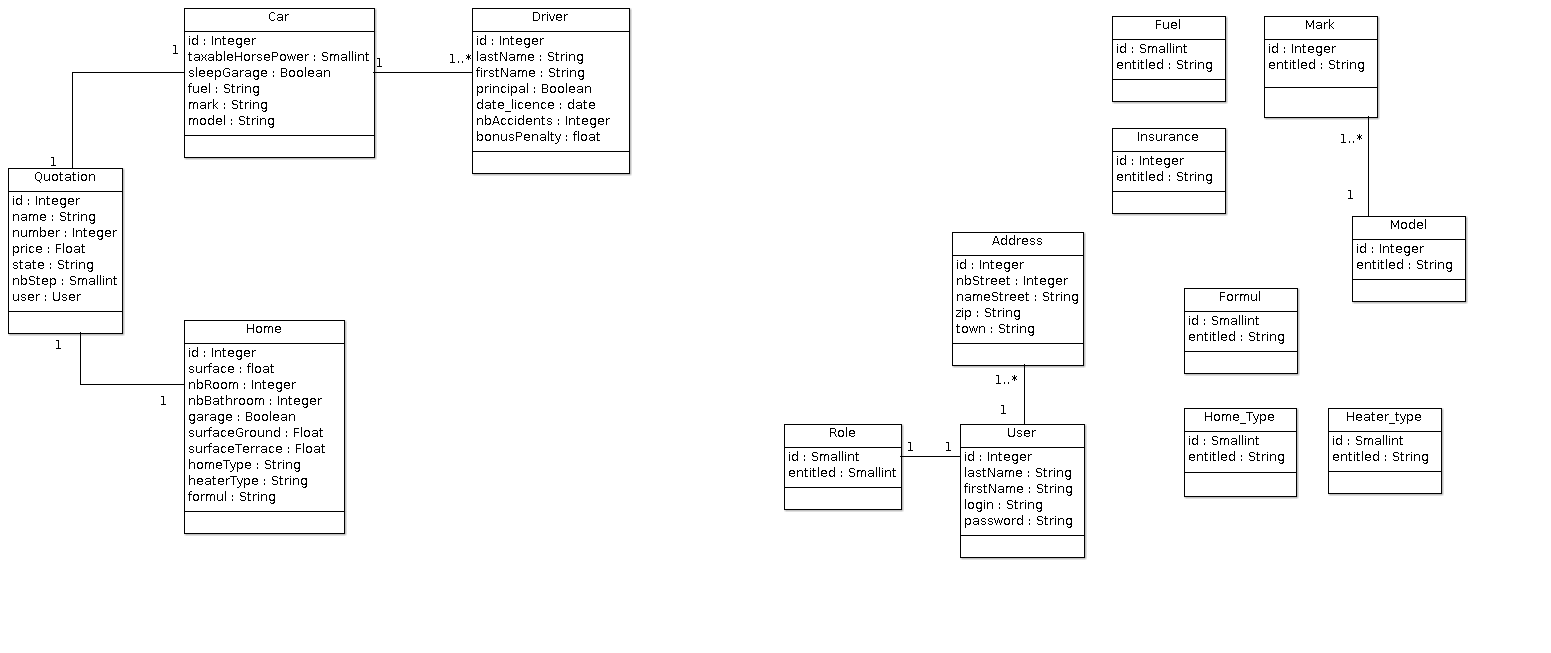 Car
id : Integer
taxableHorsePower : Smallint
sleepGarage : Boolean
fuel : String
mark : String
model : String
1
1
1
1..*
Driver
id : Integer
lastName : String
firstName : String
principal : Boolean
date_licence : date
nbAccidents : Integer
bonusPenalty : float
Quotation
id : Integer
name : String
number : Integer
price : Float
state : String
nbStep : Smallint
user : User
1
1
Home
id : Integer
surface : float
nbRoom : Integer
nbBathroom : Integer
garage : Boolean
surfaceGround : Float
surfaceTerrace : Float
homeType : String
heaterType : String
formul : String
Fuel
id : Smallint
entitled : String
Mark
id : Integer
entitled : String
Insurance
id : Integer
entitled : String
1..*
1
Model
id : Integer
entitled : String
Address
id : Integer
nbStreet : Integer
nameStreet : String
zip : String
town : String
1..*
1
Formul
id : Smallint
entitled : String
Role
id : Smallint
entitled : Smallint
1
1
User
id : Integer
lastName : String
firstName : String
login : String
password : String
Home_Type
id : Smallint
entitled : String
Heater_type
id : Smallint
entitled : String